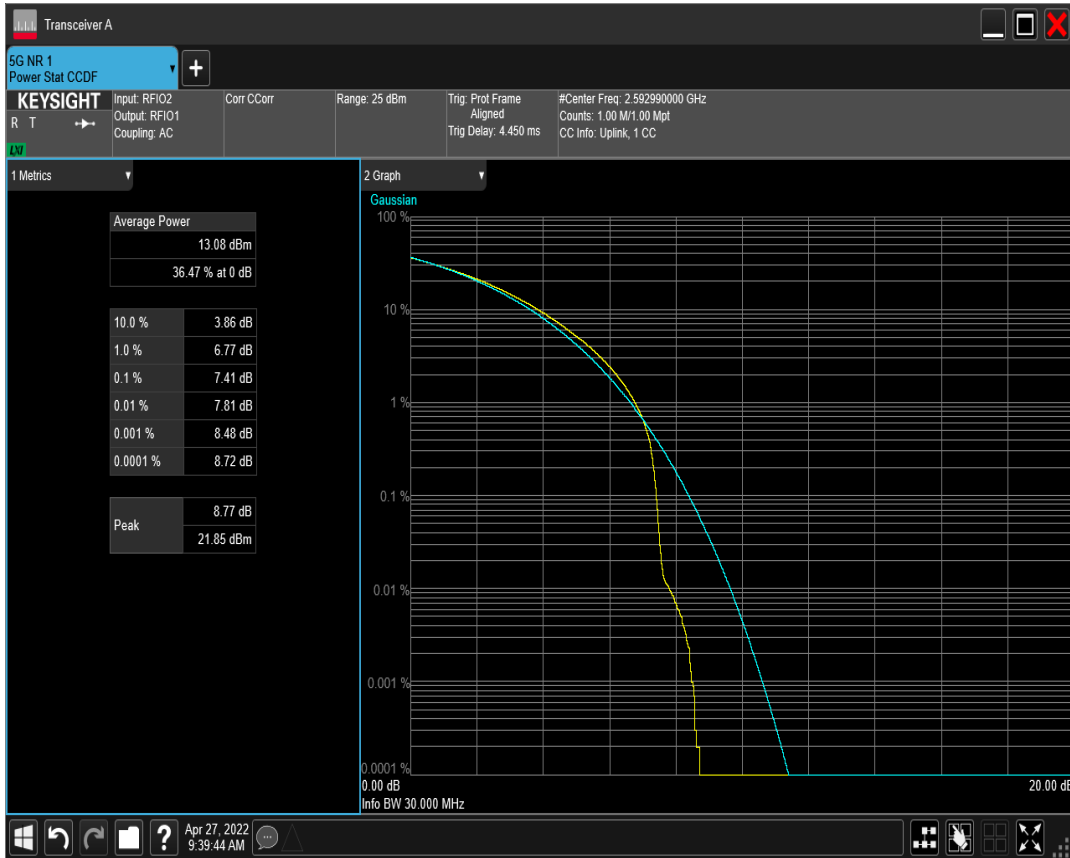 Transceiver A
5G NR 1
Power Stat CCDF
+
KEYSIGHT
R T
LXI
Input: RFIO2
Output: RFIO1
Coupling: AC
Corr CCorr
Range: 25 dBm
Trig: Prot Frame
Aligned
Trig Delay: 4.450 ms
#Center Freq: 2.592990000 GHz
Counts: 1.00 M/1.00 Mpt
CC Info: Uplink, 1 CC
1 Metrics
Average Power
13.08 dBm
36.47 % at 0 dB
10.0 % 3.86 dB
1.0 % 6.77 dB
0.1 % 7.41 dB
0.01 % 7.81 dB
0.001 % 8.48 dB
0.0001 % 8.72 dB
Peak
8.77 dB
21.85 dBm
2 Graph
Gaussian
100 %
10 %
1 %
0.1 %
0.01 %
0.001 %
0.0001 %
0.00 dB
20.00 dB
Info BW 30.000 MHz
?
Apr 27, 2022
9:39:44 AM